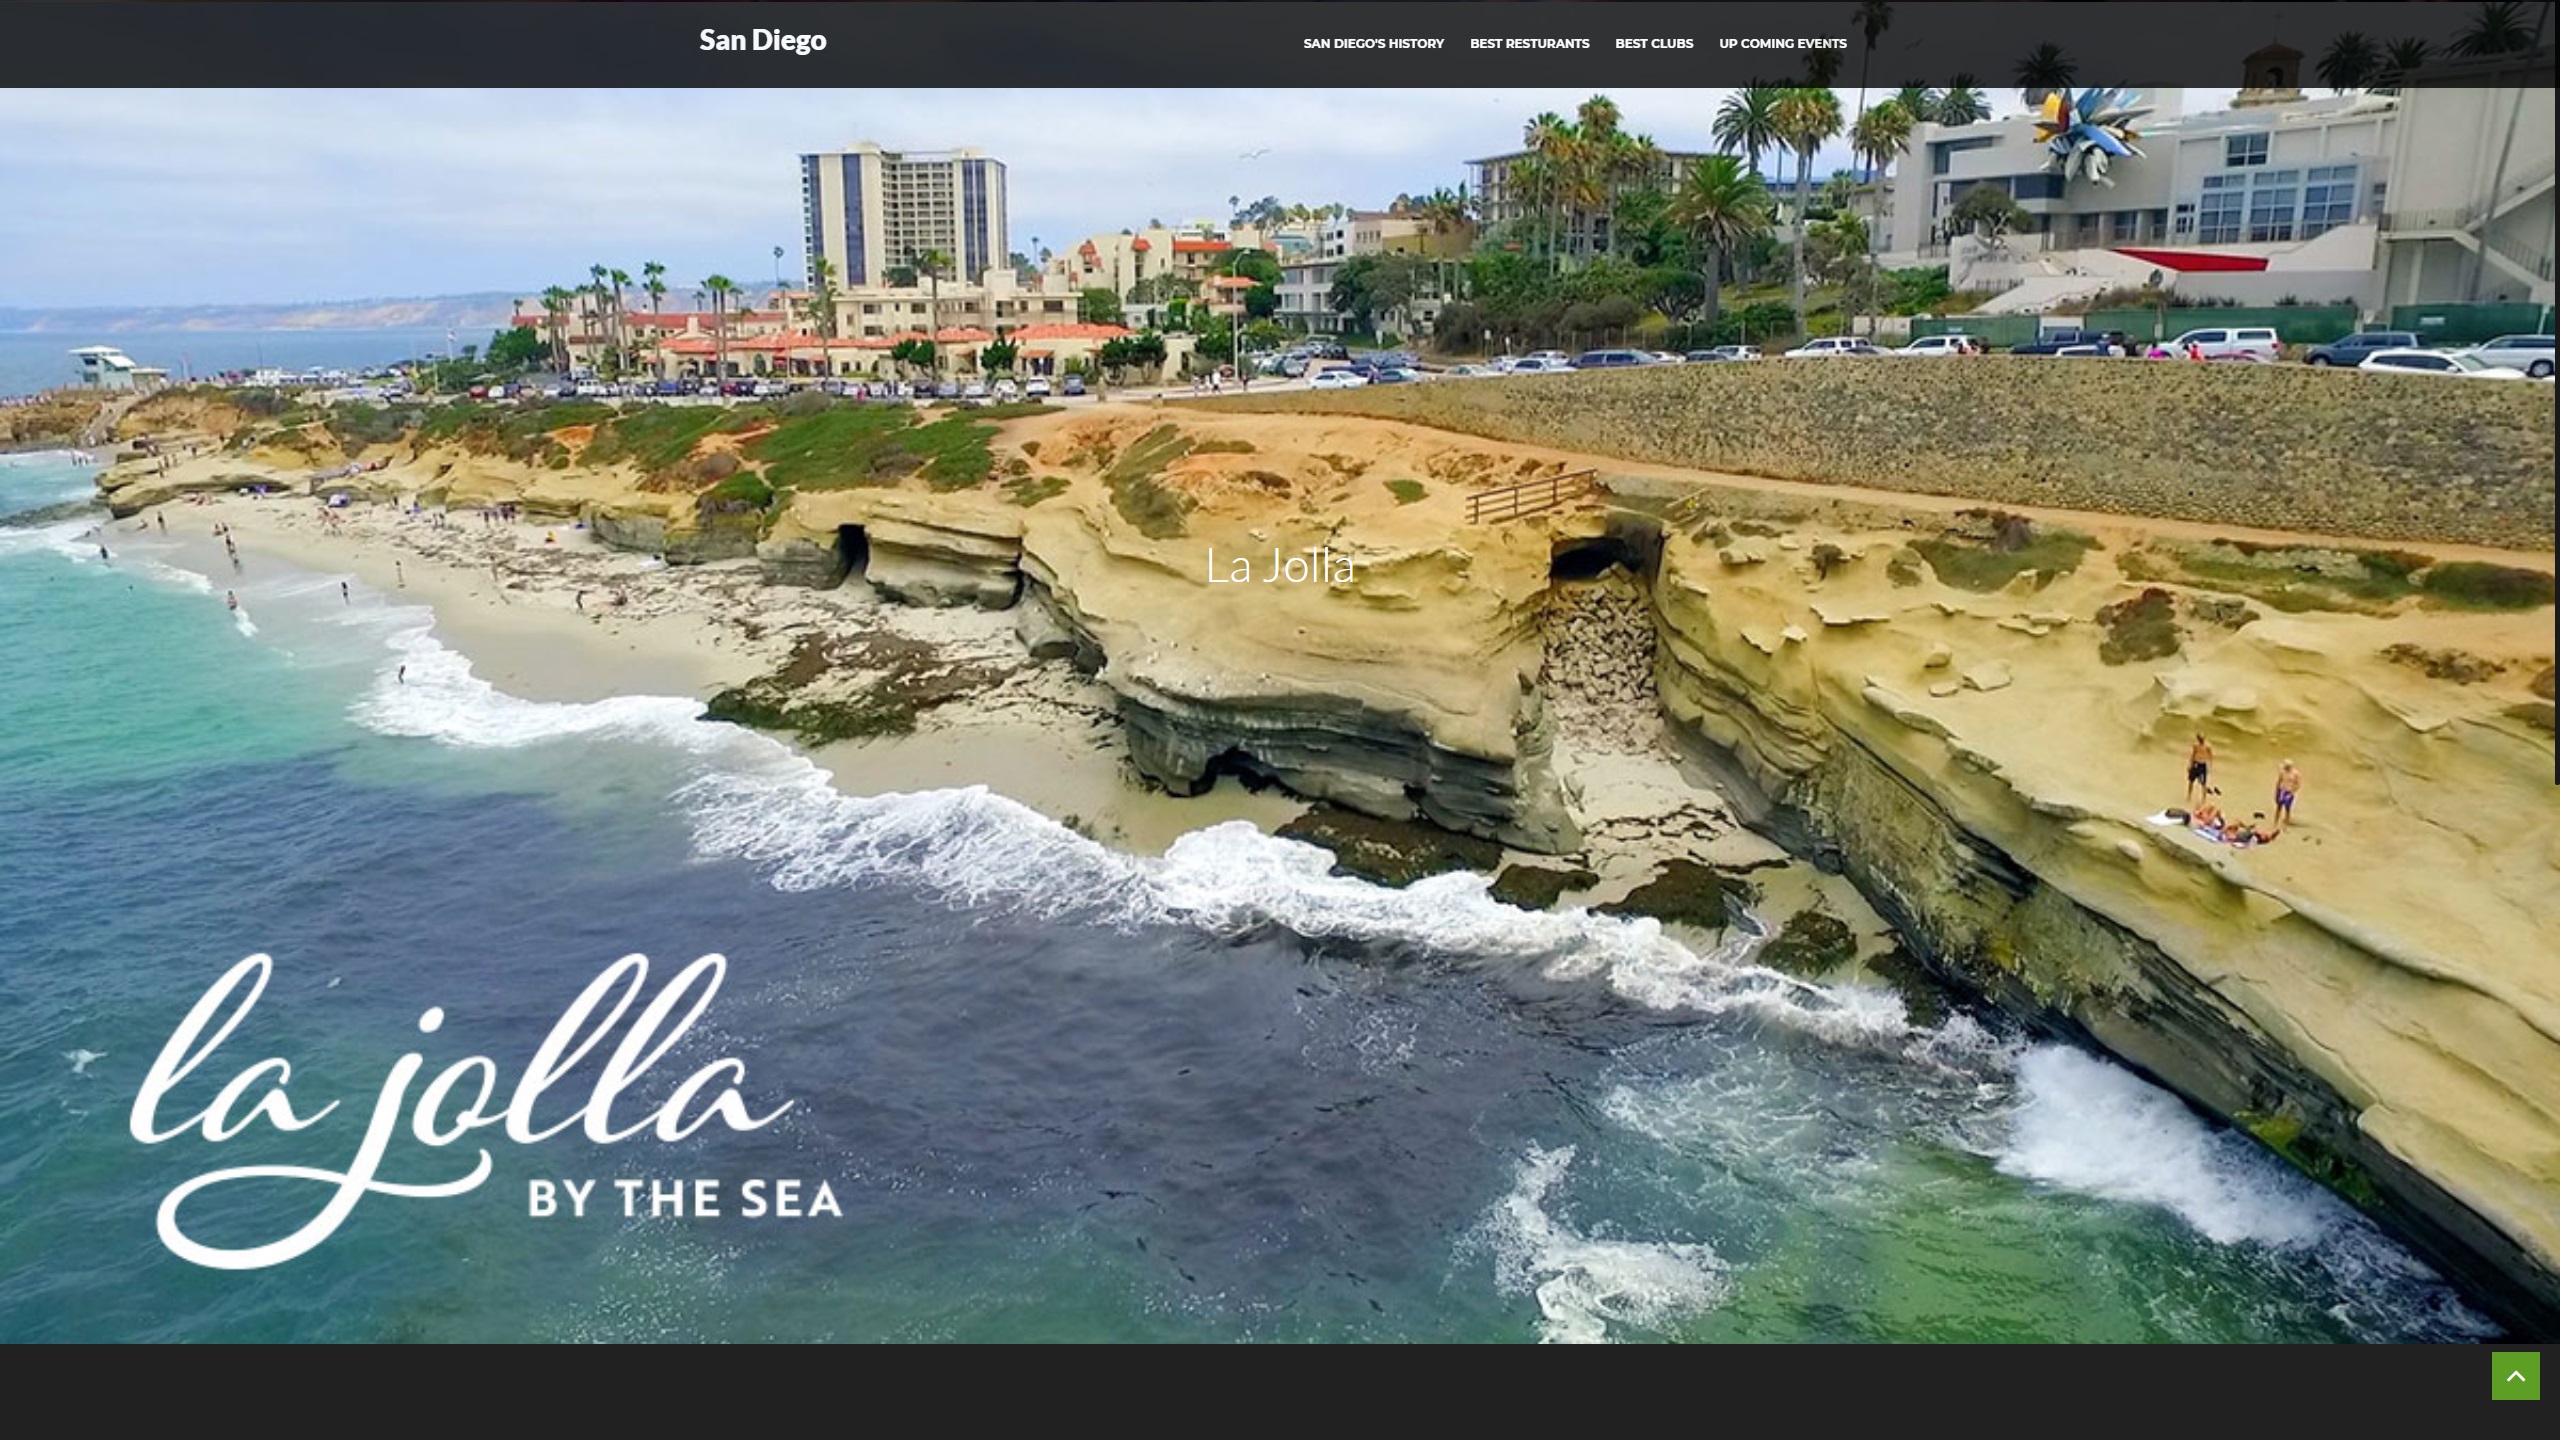 San Diego
SAN DIEGO'S HISTORY BEST RESTURANTS BEST CLUBS UP COMING EVENTS
La Jolla
la jolla
BY THE SEA